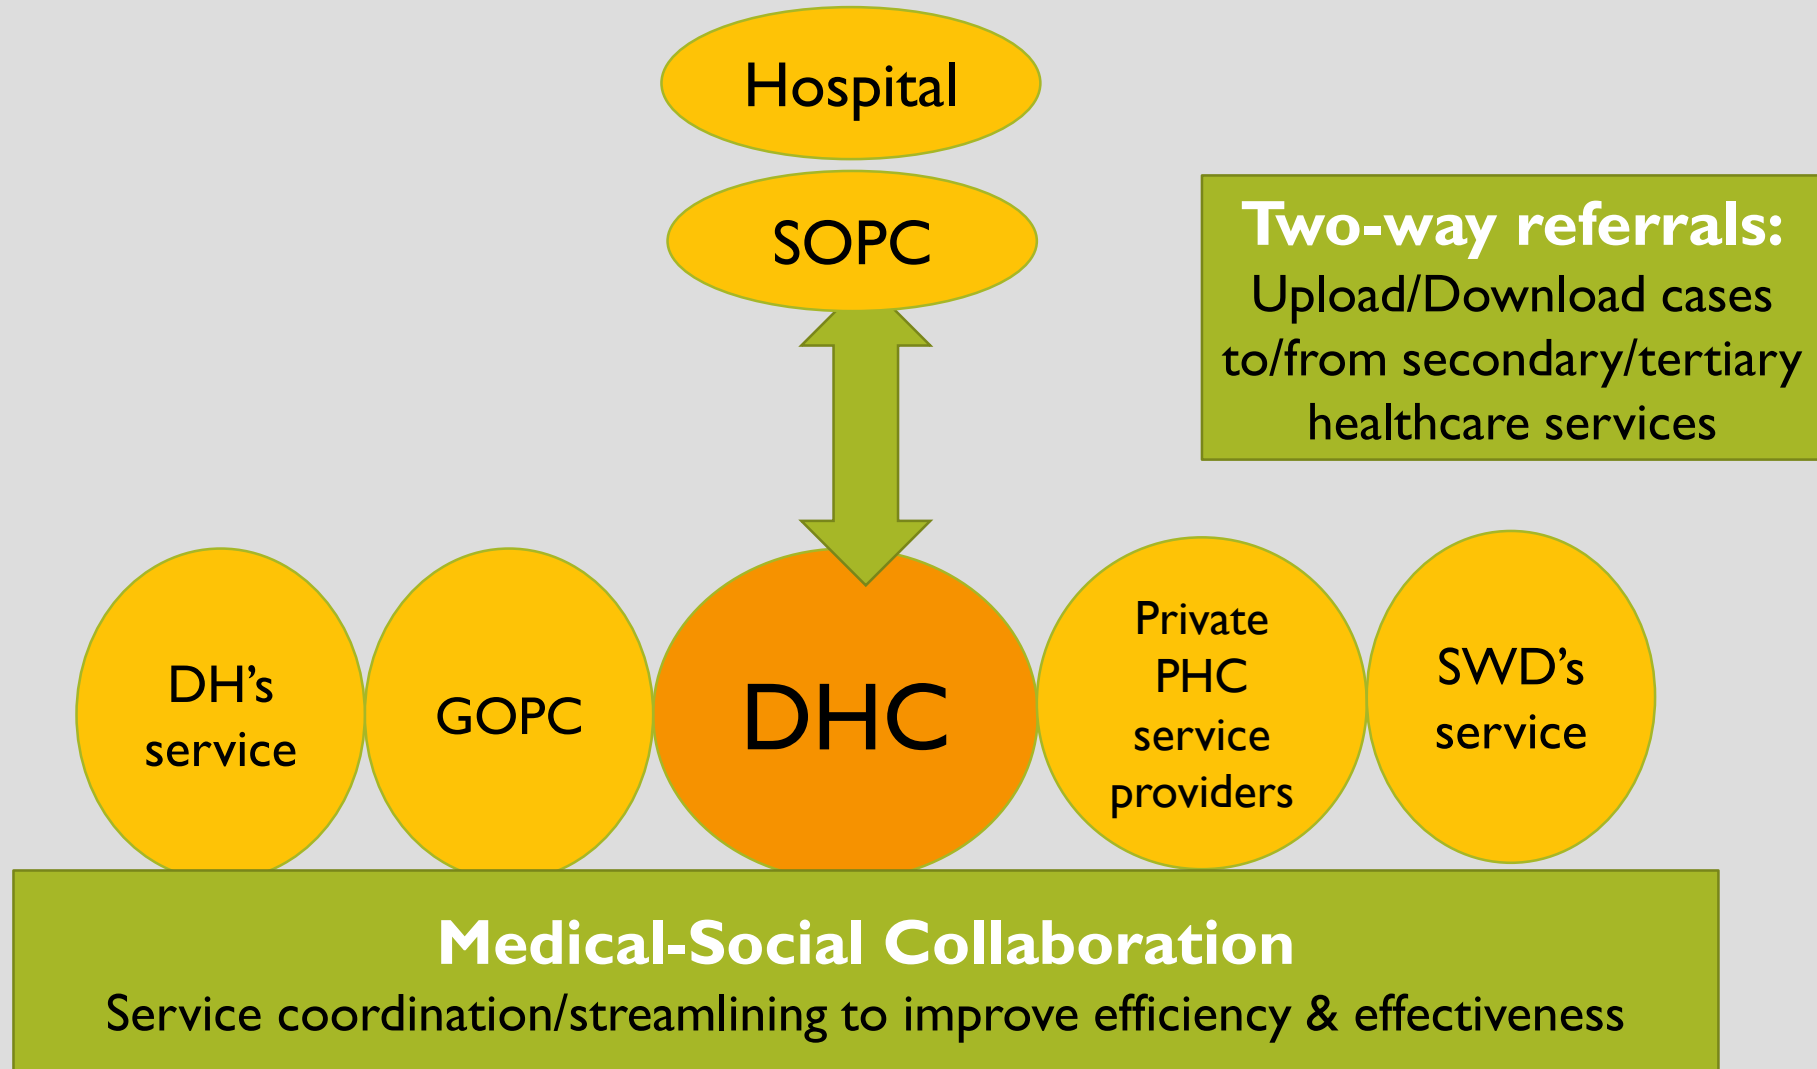 Hospital
SOPC
Two-way referrals:
Upload/Download cases
to/from secondary/tertiary
healthcare services
DH’s
service
GOPC
DHC
Private
PHC
service
providers
SWD’s
service
Medical-Social Collaboration
Service coordination/streamlining to improve efficiency & effectiveness